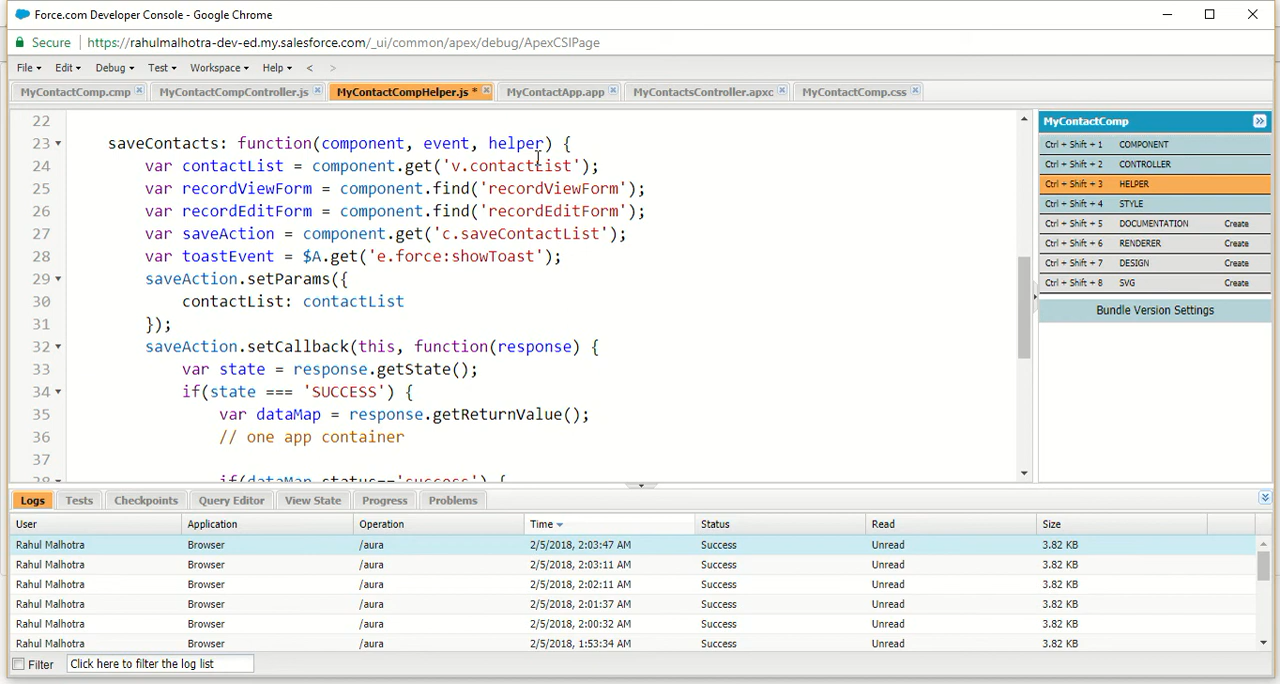 Force.com Developer Console - Google Chrome
Secure https://rahulmalhotra-dev-ed.my.salesforce.com/_ui/common/apex/debug/ApexCSIPage
File Edit Debug Test Workspace Help < >
MyContactComp.cmp MyContactCompController.js MyContactCompHelper.js * MyContactApp.app MyContactsController.apxc MyContactComp.css
22
23 saveContacts: function(component, event, helper) {
24 var contactList = component.get('v.contactList');
25 var recordViewForm = component.find('recordViewForm');
26 var recordEditForm = component.find('recordEditForm');
27 var saveAction = component.get('c.saveContactList');
28 var toastEvent = $A.get('e.force:showToast');
29 saveAction.setParams({
30 contactList: contactList
31 });
32 saveAction.setCallback(this, function(response) {
33 var state = response.getState();
34 if(state === 'SUCCESS') {
35 var dataMap = response.getReturnValue();
36 // one app container
37
38 if(dataMap.status=='success') {
MyContactComp
Ctrl + Shift + 1 COMPONENT
Ctrl + Shift + 2 CONTROLLER
Ctrl + Shift + 3 HELPER
Ctrl + Shift + 4 STYLE
Ctrl + Shift + 5 DOCUMENTATION Create
Ctrl + Shift + 6 RENDERER Create
Ctrl + Shift + 7 DESIGN Create
Ctrl + Shift + 8 SVG Create
Bundle Version Settings
Logs Tests Checkpoints Query Editor View State Progress Problems
User Application Operation Time Status Read Size
Rahul Malhotra Browser /aura 2/5/2018, 2:03:47 AM Success Unread 3.82 KB
Rahul Malhotra Browser /aura 2/5/2018, 2:03:11 AM Success Unread 3.82 KB
Rahul Malhotra Browser /aura 2/5/2018, 2:02:11 AM Success Unread 3.82 KB
Rahul Malhotra Browser /aura 2/5/2018, 2:01:37 AM Success Unread 3.82 KB
Rahul Malhotra Browser /aura 2/5/2018, 2:00:32 AM Success Unread 3.82 KB
Rahul Malhotra Browser /aura 2/5/2018, 1:53:34 AM Success Unread 3.82 KB
Filter Click here to filter the log list